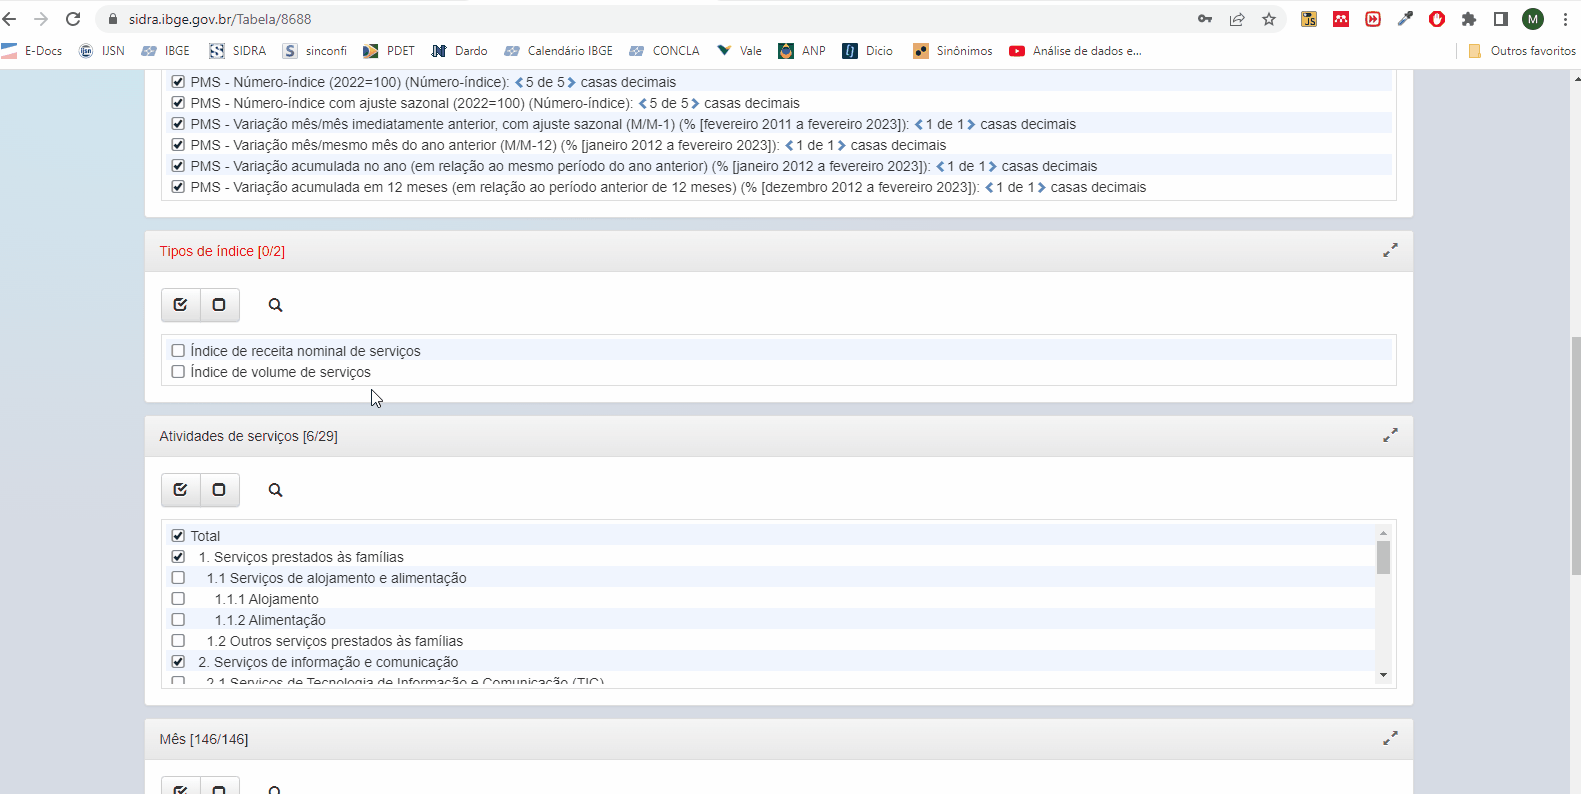 sidra.ibge.gov.br/Tabela/8688
M
E-Docs IJSN IBGE SIDRA sinconfi PDET Dardo Calendário IBGE CONCLA Vale ANP Dicio Sinônimos Análise de dados e... Outros favoritos
PMS - Número-índice (2022=100) (Número-índice): 5 de 5 casas decimais
PMS - Número-índice com ajuste sazonal (2022=100) (Número-índice): 5 de 5 casas decimais
PMS - Variação mês/mês imediatamente anterior, com ajuste sazonal (M/M-1) (% [fevereiro 2011 a fevereiro 2023]): 1 de 1 casas decimais
PMS - Variação mês/mesmo mês do ano anterior (M/M-12) (% [janeiro 2012 a fevereiro 2023]): 1 de 1 casas decimais
PMS - Variação acumulada no ano (em relação ao mesmo período do ano anterior) (% [janeiro 2012 a fevereiro 2023]): 1 de 1 casas decimais
PMS - Variação acumulada em 12 meses (em relação ao período anterior de 12 meses) (% [dezembro 2012 a fevereiro 2023]): 1 de 1 casas decimais
Tipos de índice [0/2]
Índice de receita nominal de serviços
Índice de volume de serviços
Atividades de serviços [6/29]
Total
1. Serviços prestados às famílias
1.1 Serviços de alojamento e alimentação
1.1.1 Alojamento
1.1.2 Alimentação
1.2 Outros serviços prestados às famílias
2. Serviços de informação e comunicação
2.1 Serviços de Tecnologia de Informação e Comunicação (TIC)
Mês [146/146]